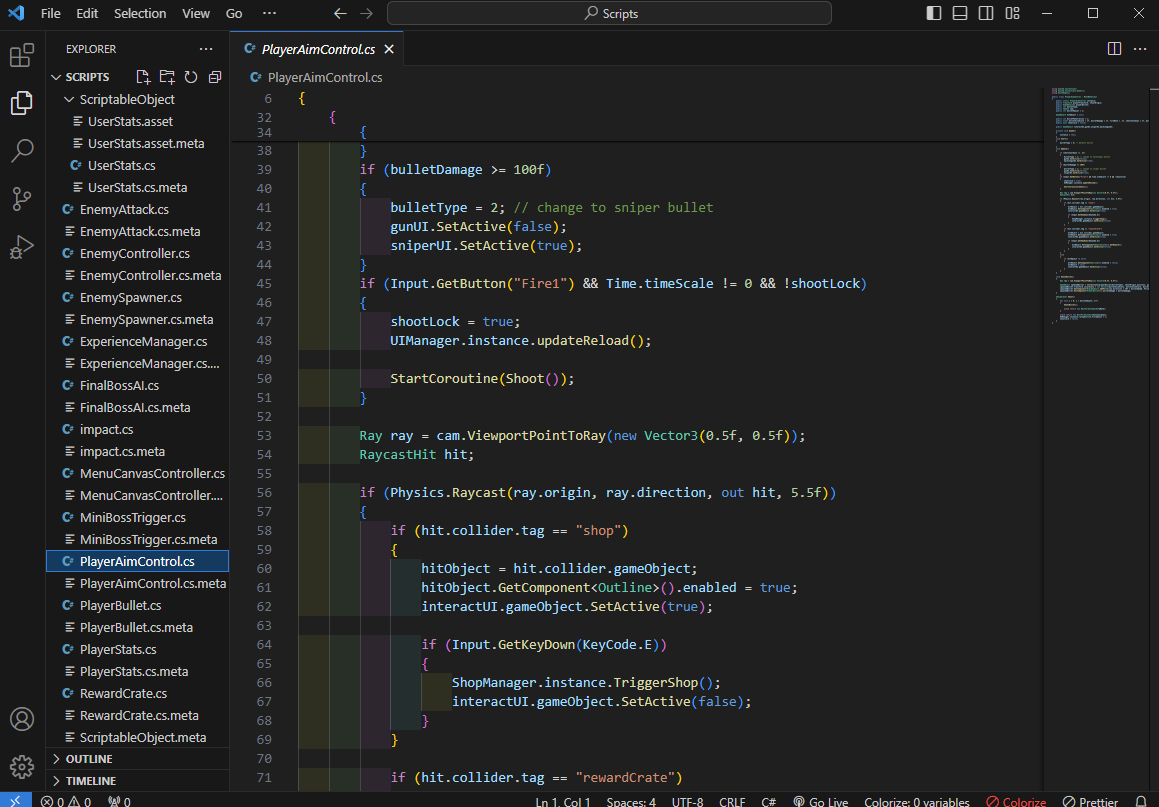 File Edit Selection View Go ··· Scripts
EXPLORER ···
SCRIPTS
ScriptableObject
UserStats.asset
UserStats.asset.meta
UserStats.cs
UserStats.cs.meta
EnemyAttack.cs
EnemyAttack.cs.meta
EnemyController.cs
EnemyController.cs.meta
EnemySpawner.cs
EnemySpawner.cs.meta
ExperienceManager.cs
ExperienceManager.cs....
FinalBossAI.cs
FinalBossAI.cs.meta
impact.cs
impact.cs.meta
MenuCanvasController.cs
MenuCanvasController....
MiniBossTrigger.cs
MiniBossTrigger.cs.meta
PlayerAimControl.cs
PlayerAimControl.cs.meta
PlayerBullet.cs
PlayerBullet.cs.meta
PlayerStats.cs
PlayerStats.cs.meta
RewardCrate.cs
RewardCrate.cs.meta
ScriptableObject.meta
OUTLINE
TIMELINE
C# PlayerAimControl.cs
C# PlayerAimControl.cs
6 {
32 {
34 {
38 }
39 if (bulletDamage >= 100f)
40 {
41 bulletType = 2; // change to sniper bullet
42 gunUI.SetActive(false);
43 sniperUI.SetActive(true);
44 }
45 if (Input.GetButton("Fire1") && Time.timeScale != 0 && !shootLock)
46 {
47 shootLock = true;
48 UIManager.instance.updateReload();
49
50 StartCoroutine(Shoot());
51 }
52
53 Ray ray = cam.ViewportPointToRay(new Vector3(0.5f, 0.5f));
54 RaycastHit hit;
55
56 if (Physics.Raycast(ray.origin, ray.direction, out hit, 5.5f))
57 {
58 if (hit.collider.tag == "shop")
59 {
60 hitObject = hit.collider.gameObject;
61 hitObject.GetComponent<Outline>().enabled = true;
62 interactUI.gameObject.SetActive(true);
63
64 if (Input.GetKeyDown(KeyCode.E))
65 {
66 ShopManager.instance.TriggerShop();
67 interactUI.gameObject.SetActive(false);
68 }
69 }
70
71 if (hit.collider.tag == "rewardCrate")
0 0 0 Ln 1, Col 1 Spaces: 4 UTF-8 CRLF C# Go Live Colorize: 0 variables Colorize Prettier